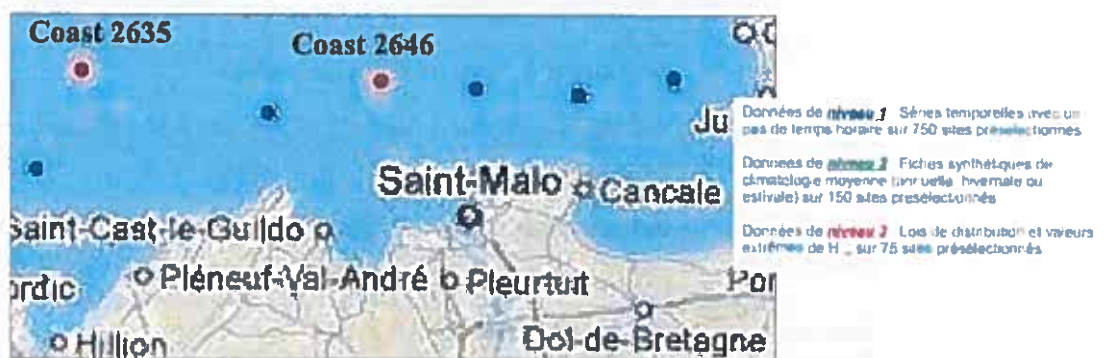 Coast 2635
Coast 2646
Ju
Données de niveau 1 Séries temporelles avec un
pas de temps horaire sur 750 sites présélectionnés
Données de niveau 2 Fiches synthétiques de
climatologie moyenne (annuelle, hivernale ou
estivale) sur 150 sites présélectionnés
Données de niveau 3 Lois de distribution et valeurs
extrêmes de H sur 75 sites présélectionnés
Saint-Malo
Cancale
Saint-Cast-le-Guildo
Pléneuf-Val-André
Pleurtuit
Por
ordic
Hillion
Dol-de-Bretagne